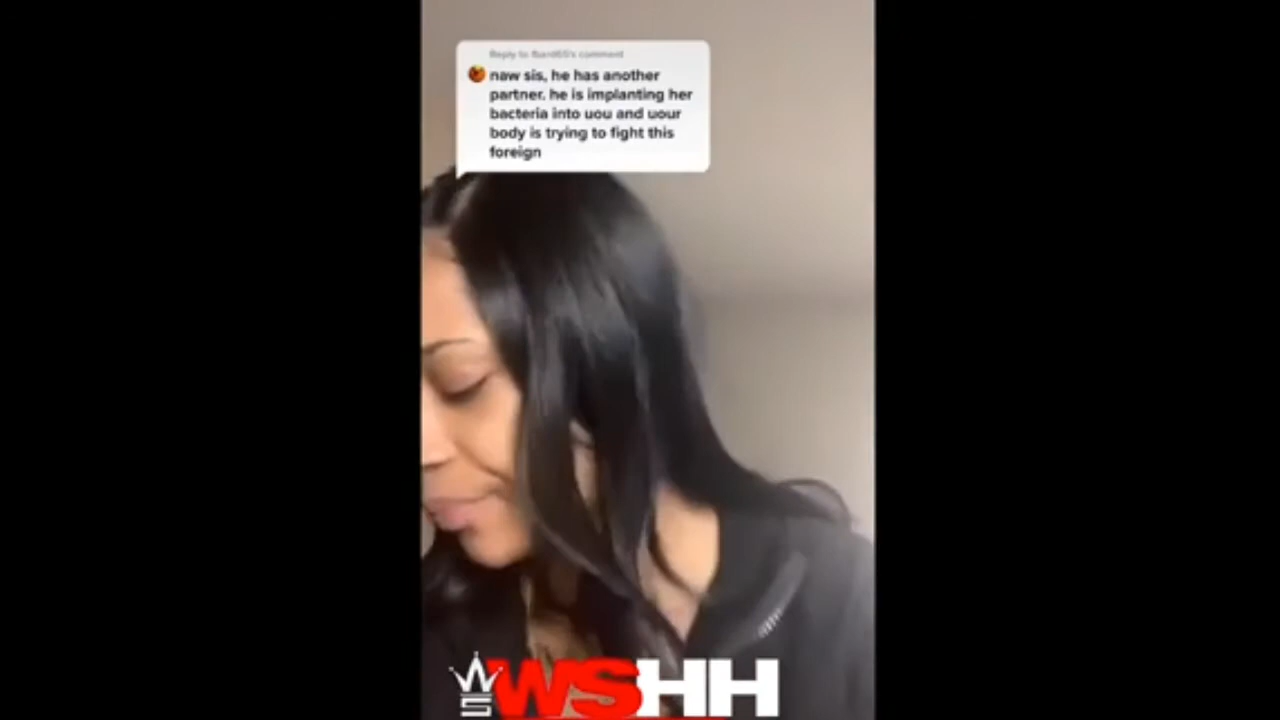 naw sis, he has another
partner. he is implanting her
bacteria into uou and uour
body is trying to fight this
foreign
WSHH